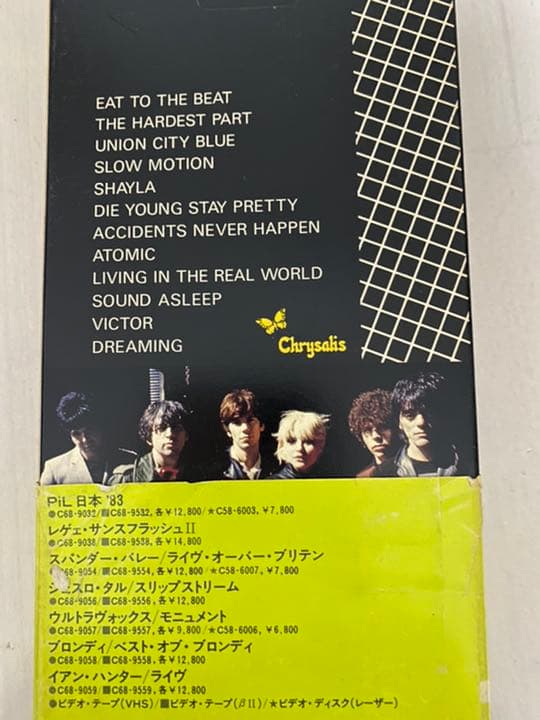 EAT TO THE BEAT
THE HARDEST PART
UNION CITY BLUE
SLOW MOTION
SHAYLA
DIE YOUNG STAY PRETTY
ACCIDENTS NEVER HAPPEN
ATOMIC
LIVING IN THE REAL WORLD
SOUND ASLEEP
VICTOR
DREAMING
Chrysalis
PiL 日本 '83
●C68-9032/■C68-9532, 各¥12,800/★C58-6003, ¥7,800
レゲエ・サンスプラッシュII
●C68-9038/■C68-9538, 各¥14,800
スパンダー・バレー/ライヴ・オーバー・ブリテン
●C68-9054/■C68-9554, 各¥12,800/★C58-6007, ¥7,800
ジェスロ・タル/スリップストリーム
●C68-9056/■C68-9556, 各¥12,800
ウルトラヴォックス/モニュメント
●C68-9057/■C68-9557, 各¥9,800/★C58-6006, ¥6,800
ブロンディ/ベスト・オブ・ブロンディ
●C68-9058/■C68-9558, 各¥12,800
イアン・ハンター/ライヴ
●C68-9059/■C68-9559, 各¥12,800
●ビデオ・テープ(VHS)/■ビデオ・テープ(βII)/★ビデオ・ディスク(レーザー)